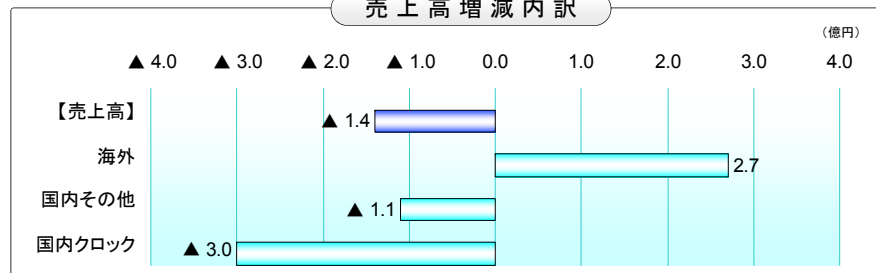 売上高増減内訳
（億円）
▲ 4.0 ▲ 3.0 ▲ 2.0 ▲ 1.0 0.0 1.0 2.0 3.0 4.0
【売上高】 ▲ 1.4
海外 2.7
国内その他 ▲ 1.1
国内クロック ▲ 3.0